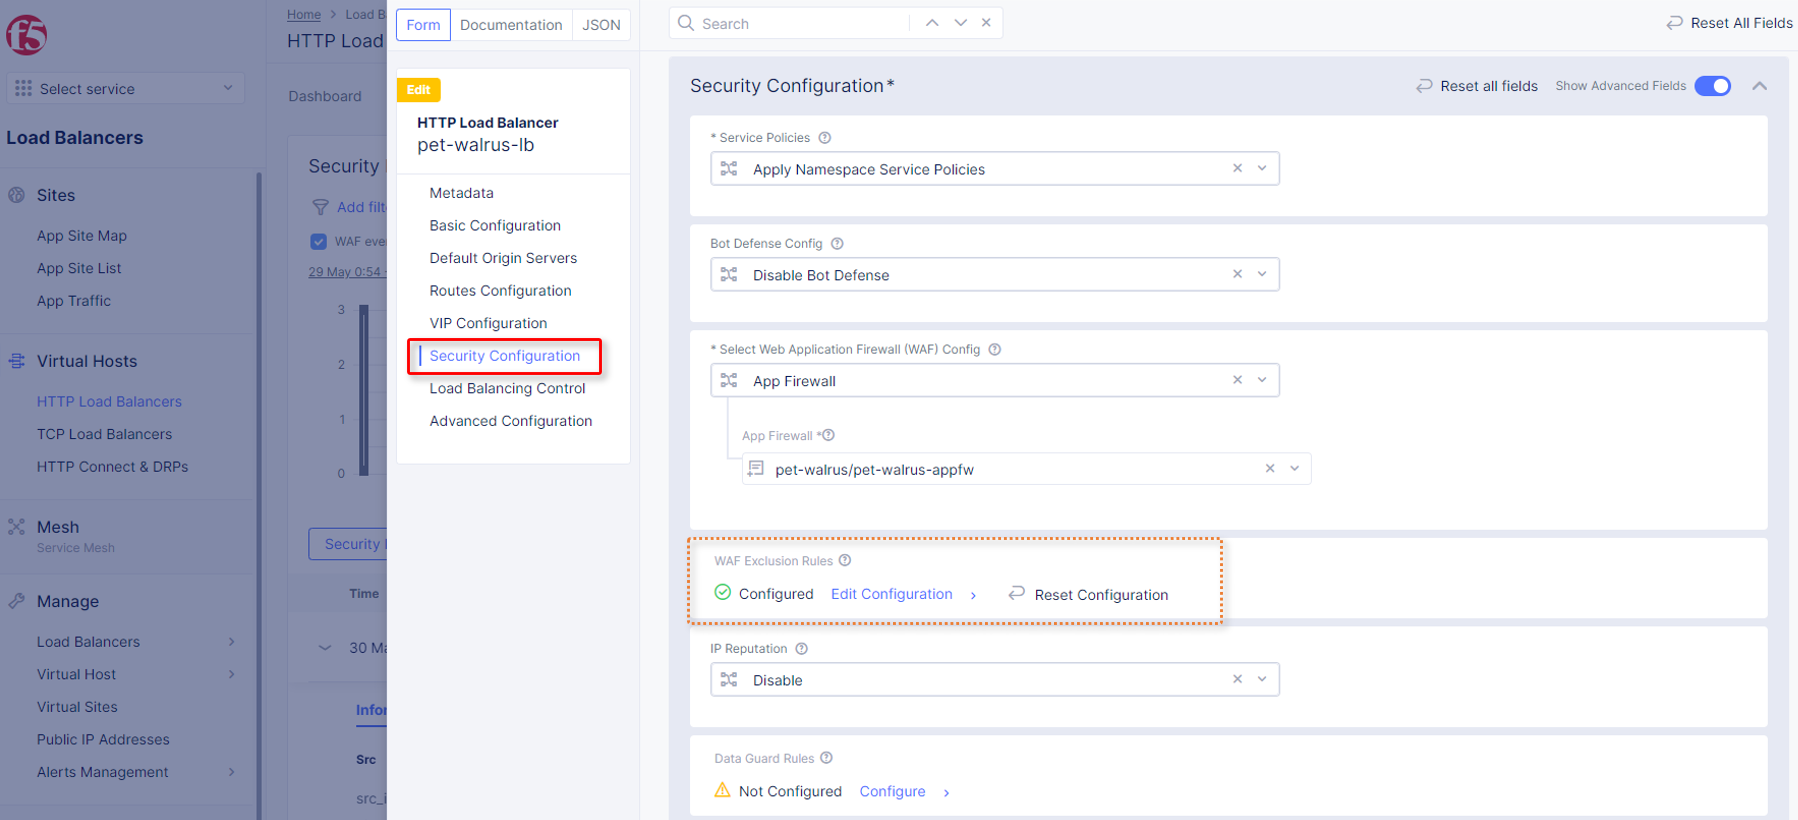 f5
Select service
Load Balancers
Sites
App Site Map
App Site List
App Traffic
Virtual Hosts
HTTP Load Balancers
TCP Load Balancers
HTTP Connect & DRPs
Mesh
Service Mesh
Manage
Load Balancers
Virtual Host
Virtual Sites
Public IP Addresses
Alerts Management
Home > Load B
HTTP Load
Dashboard
Security
Add filt
WAF eve
29 May 0:54 -
3
2
1
0
Security
Time
30 Ma
Infor
Src
src_i
Form
Documentation
JSON
Edit
HTTP Load Balancer
pet-walrus-lb
Metadata
Basic Configuration
Default Origin Servers
Routes Configuration
VIP Configuration
Security Configuration
Load Balancing Control
Advanced Configuration
Search
Reset All Fields
Security Configuration*
Reset all fields
Show Advanced Fields
* Service Policies
Apply Namespace Service Policies
Bot Defense Config
Disable Bot Defense
* Select Web Application Firewall (WAF) Config
App Firewall
App Firewall *
pet-walrus/pet-walrus-appfw
WAF Exclusion Rules
Configured Edit Configuration > Reset Configuration
IP Reputation
Disable
Data Guard Rules
Not Configured Configure >